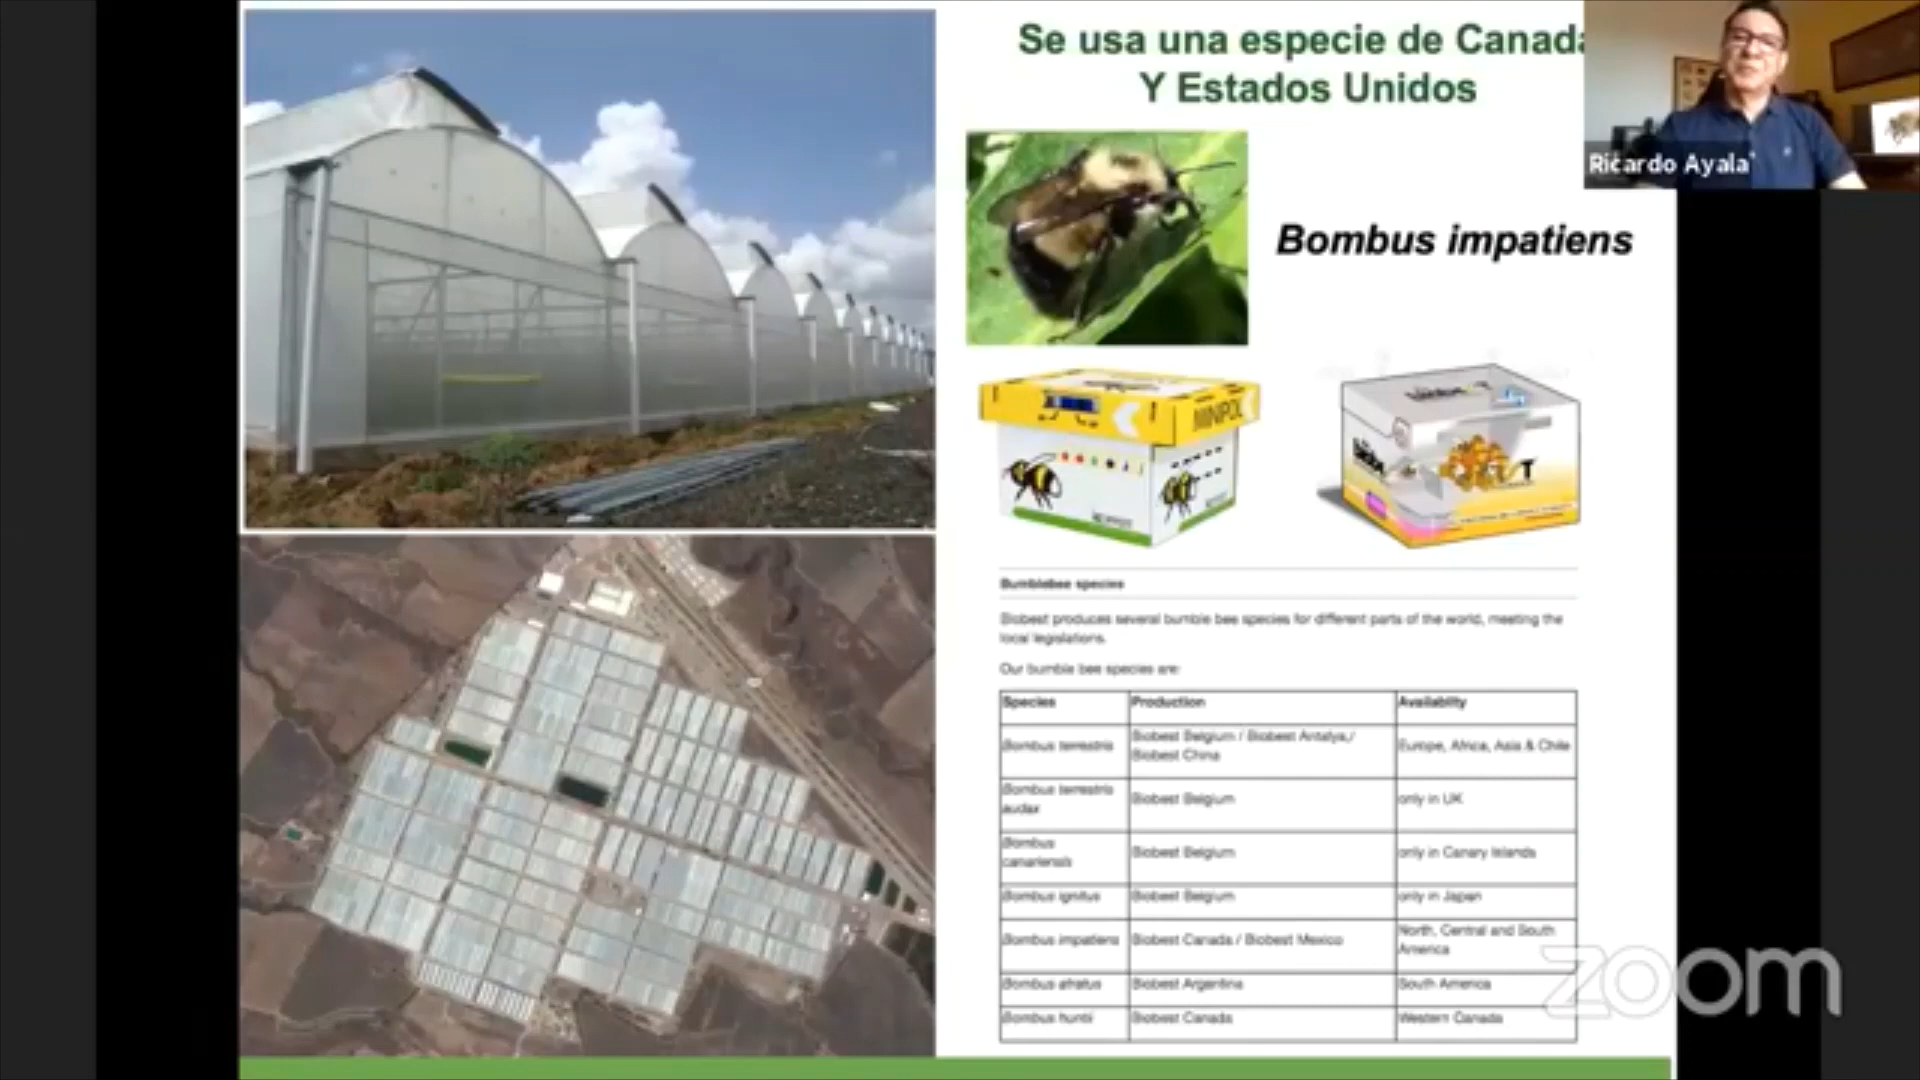 Se usa una especie de Canada
Y Estados Unidos
Ricardo Ayala
Bombus impatiens
MINPOL
Bumblebee species
Biobest produces several bumble bee species for different parts of the world, meeting the
local legislations.
Our bumble bee species are:
Species Production Availablity
Bombus terrestris Biobest Belgium / Biobest Antalya,/
Biobest China Europe, Africa, Asia & Chile
Bombus terrestris
audax Biobest Belgium only in UK
Bombus
canariensis Biobest Belgium only in Canary Islands
Bombus ignitus Biobest Belgium only in Japan
Bombus impatiens Biobest Canada / Biobest Mexico North, Central and South
America
Bombus atratus Biobest Argentina South America
Bombus huntii Biobest Canada Western Canada
zoom